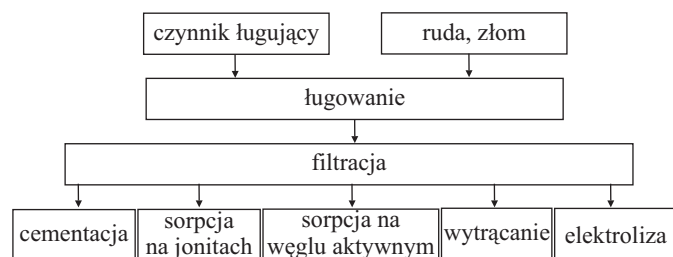 czynnik ługujący
ruda, złom
ługowanie
filtracja
cementacja
sorpcja
na jonitach
sorpcja na
węglu aktywnym
wytrącanie
elektroliza